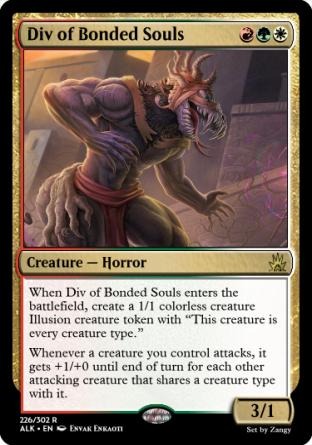 Div of Bonded Souls
Creature — Horror
When Div of Bonded Souls enters the
battlefield, create a 1/1 colorless creature
Illusion creature token with “This creature is
every creature type.”
Whenever a creature you control attacks, it
gets +1/+0 until end of turn for each other
attacking creature that shares a creature type
with it.
3/1
226/302 R
ALK • EN ENVAK ENKAOTI
Set by Zangy